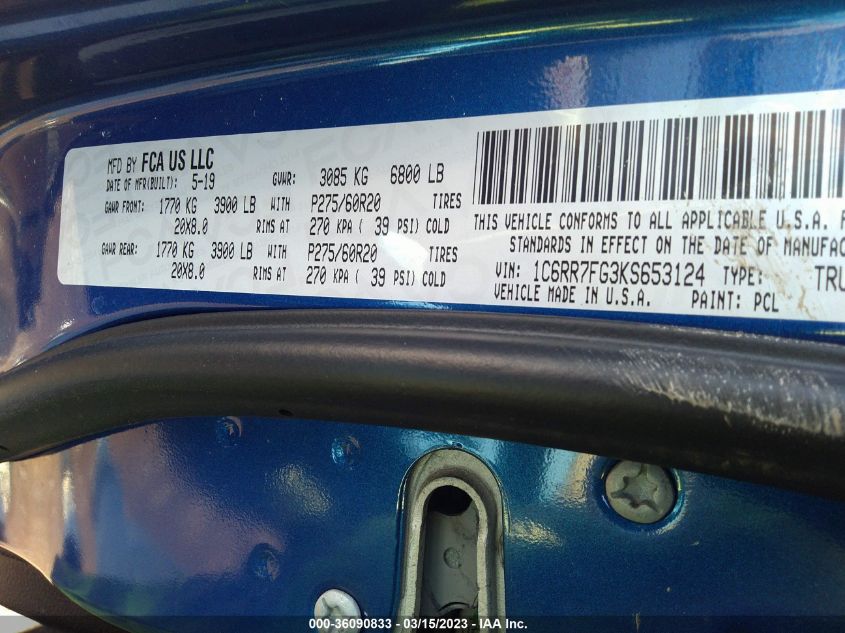 MFD BY FCA US LLC
DATE OF MFR(BUILT): 5-19 GVWR: 3085 KG 6800 LB
GAWR FRONT: 1770 KG 3900 LB WITH P275/60R20 TIRES
20X8.0 RIMS AT 270 KPA ( 39 PSI) COLD
GAWR REAR: 1770 KG 3900 LB WITH P275/60R20 TIRES
20X8.0 RIMS AT 270 KPA ( 39 PSI) COLD
THIS VEHICLE CONFORMS TO ALL APPLICABLE U.S.A. F
STANDARDS IN EFFECT ON THE DATE OF MANUFAC
VIN: 1C6RR7FG3KS653124 TYPE: TRU
VEHICLE MADE IN U.S.A. PAINT: PCL
000-36090833 - 03/15/2023 - IAA Inc.